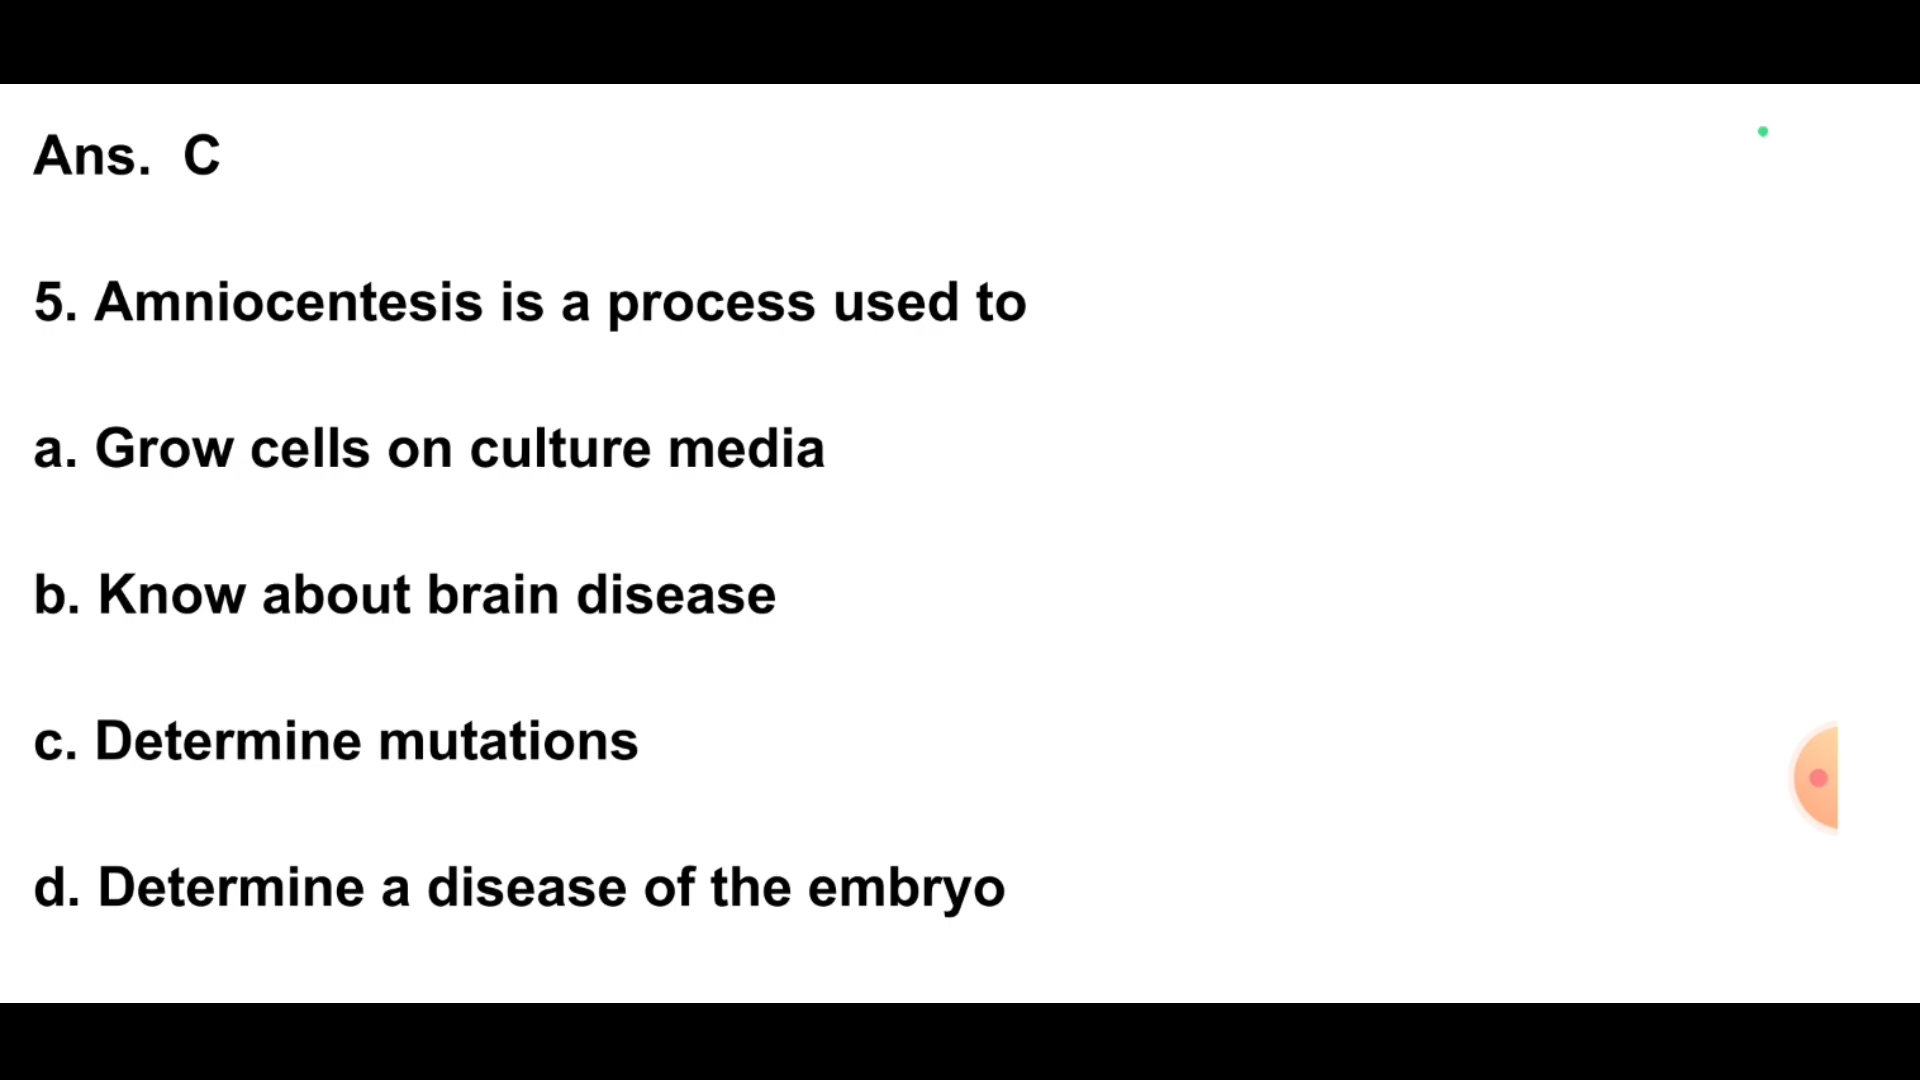 Ans. C
5. Amniocentesis is a process used to
a. Grow cells on culture media
b. Know about brain disease
c. Determine mutations
d. Determine a disease of the embryo